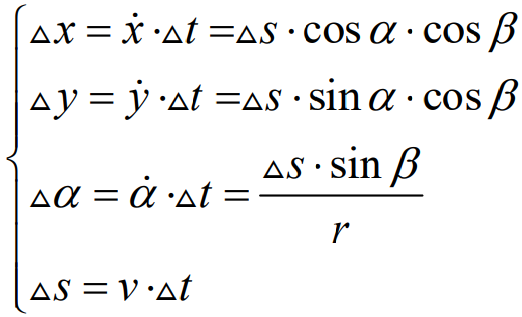 △x = ẋ·△t =△s·cos α·cos β
△y = ẏ·△t =△s·sin α·cos β
△α = α̇·△t = △s·sin β / r
△s = v·△t